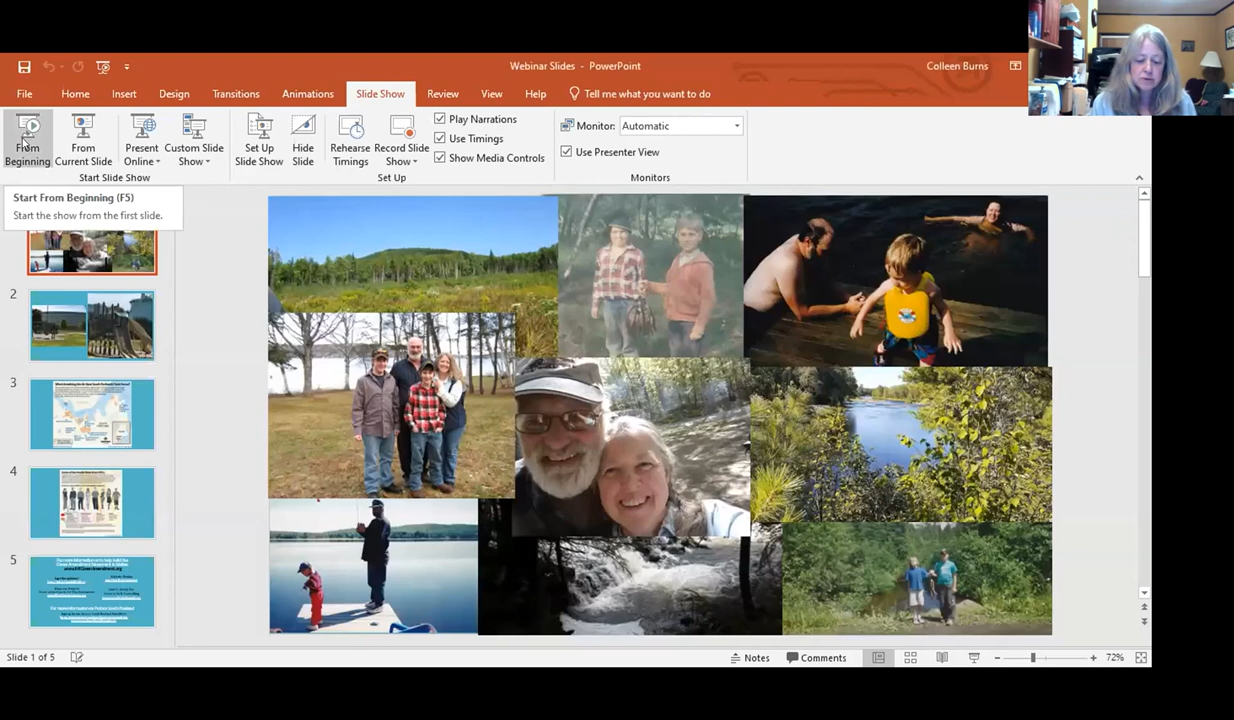 Webinar Slides - PowerPoint
Colleen Burns
File Home Insert Design Transitions Animations Slide Show Review View Help Tell me what you want to do
From Beginning
From Current Slide
Present Online
Custom Slide Show
Start Slide Show
Set Up Slide Show
Hide Slide
Rehearse Timings
Record Slide Show
Play Narrations
Use Timings
Show Media Controls
Set Up
Monitor: Automatic
Use Presenter View
Monitors
Start From Beginning (F5)
Start the show from the first slide.
2
3
4
5
Slide 1 of 5
Notes
Comments
72%